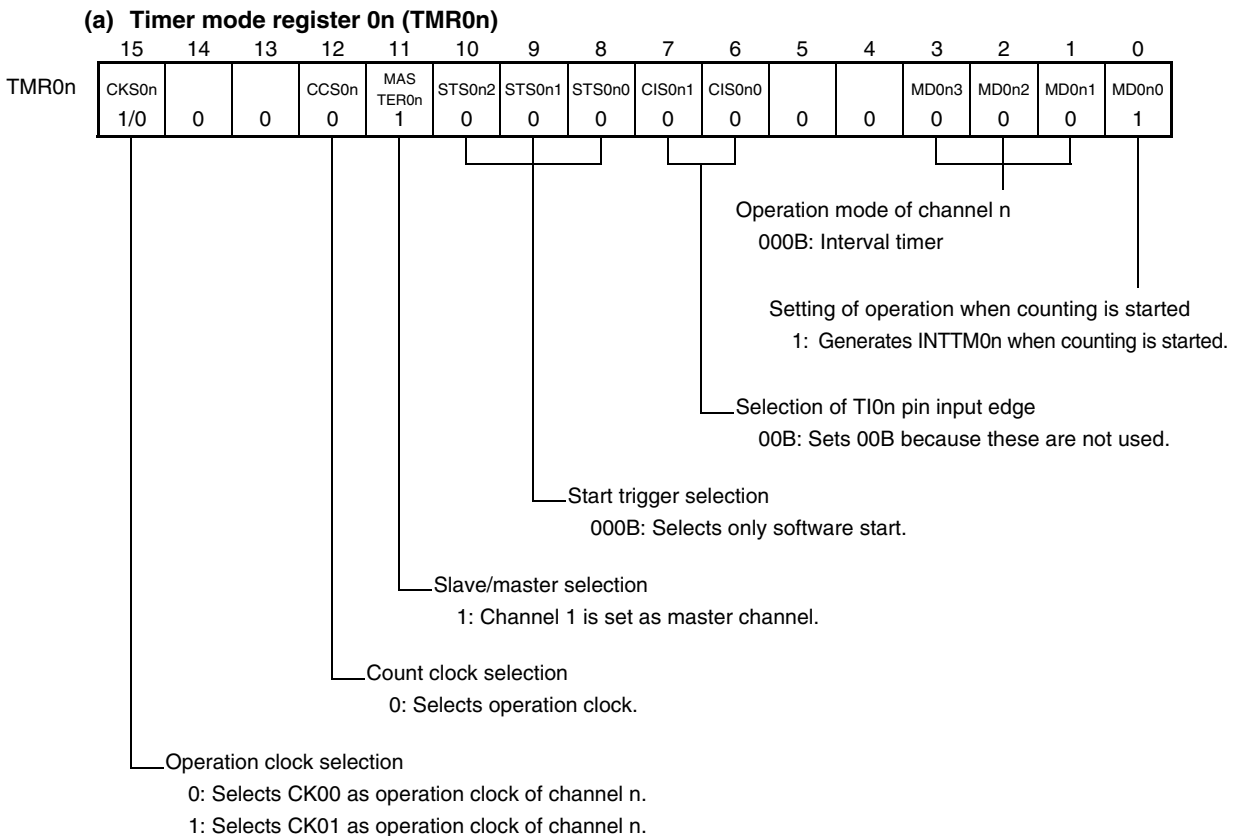 (a) Timer mode register 0n (TMR0n)
15 14 13 12 11 10 9 8 7 6 5 4 3 2 1 0
TMR0n CKS0n CCS0n MAS TER0n STS0n2 STS0n1 STS0n0 CIS0n1 CIS0n0 MD0n3 MD0n2 MD0n1 MD0n0
1/0 0 0 0 1 0 0 0 0 0 0 0 0 0 0 1
Operation mode of channel n
000B: Interval timer
Setting of operation when counting is started
1: Generates INTTM0n when counting is started.
Selection of TI0n pin input edge
00B: Sets 00B because these are not used.
Start trigger selection
000B: Selects only software start.
Slave/master selection
1: Channel 1 is set as master channel.
Count clock selection
0: Selects operation clock.
Operation clock selection
0: Selects CK00 as operation clock of channel n.
1: Selects CK01 as operation clock of channel n.